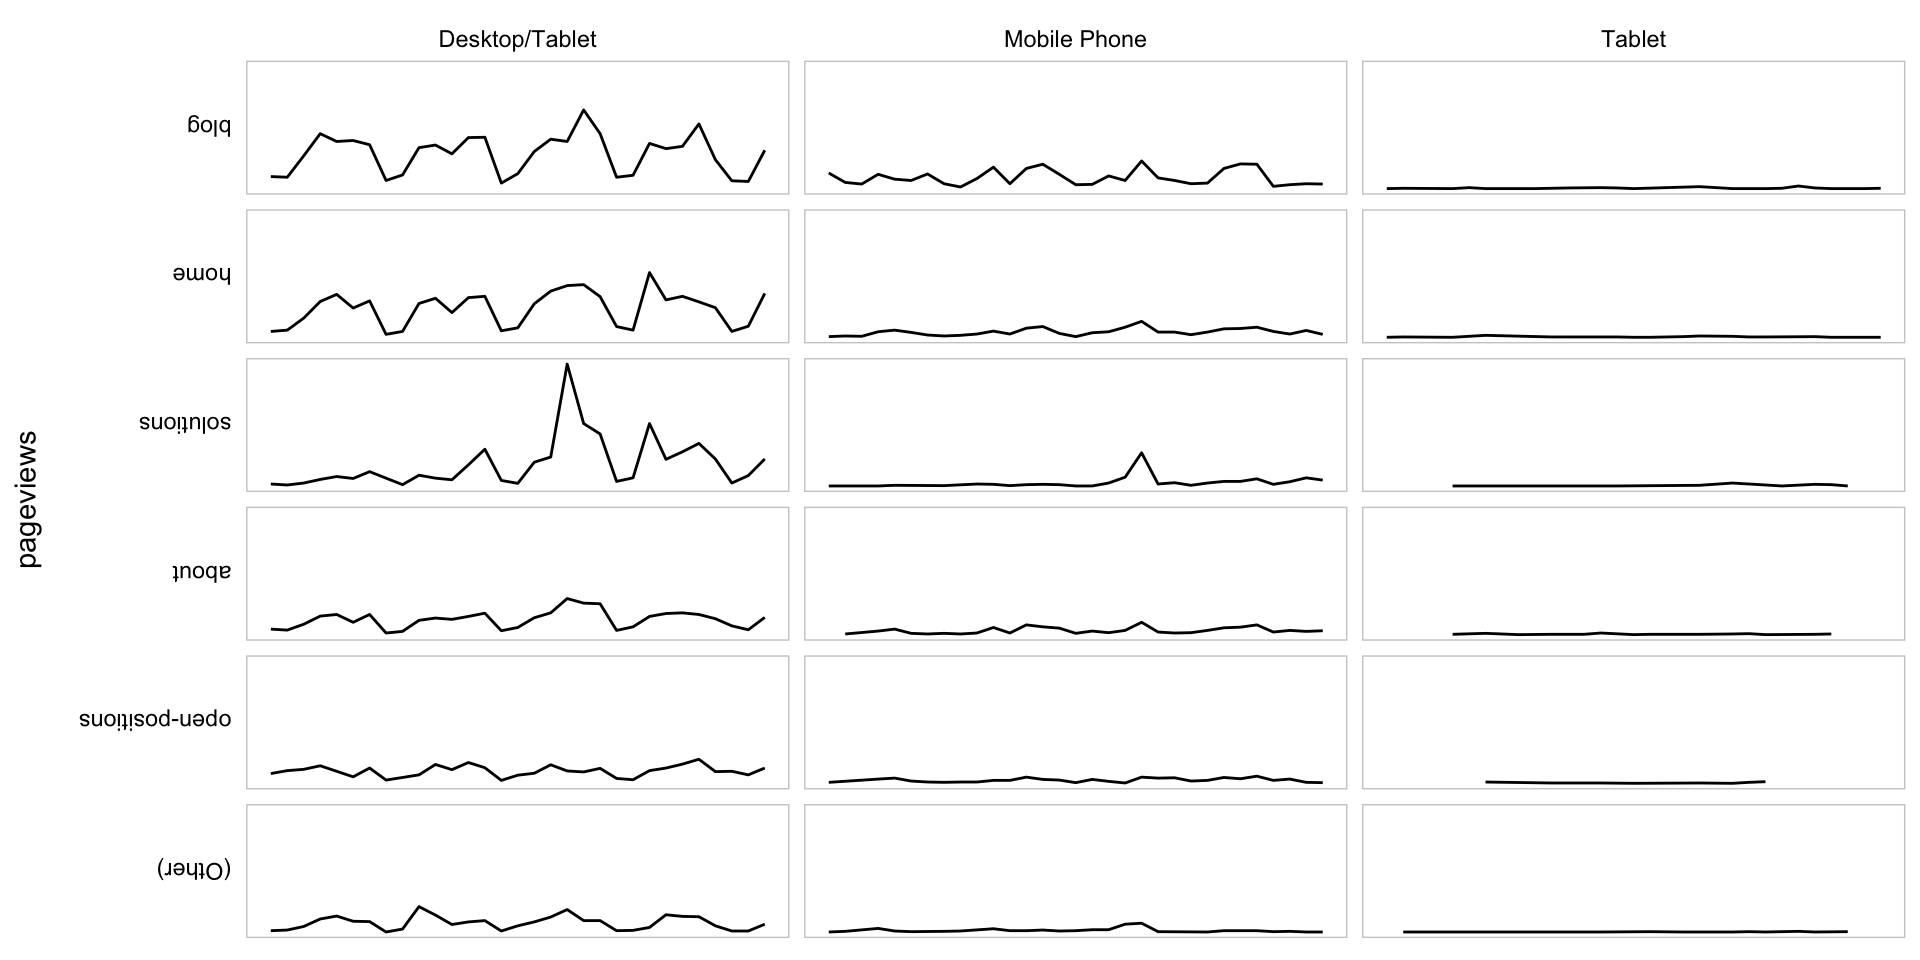 Desktop/Tablet
Mobile Phone
Tablet
pageviews
blog
home
solutions
about
open-positions
(Other)